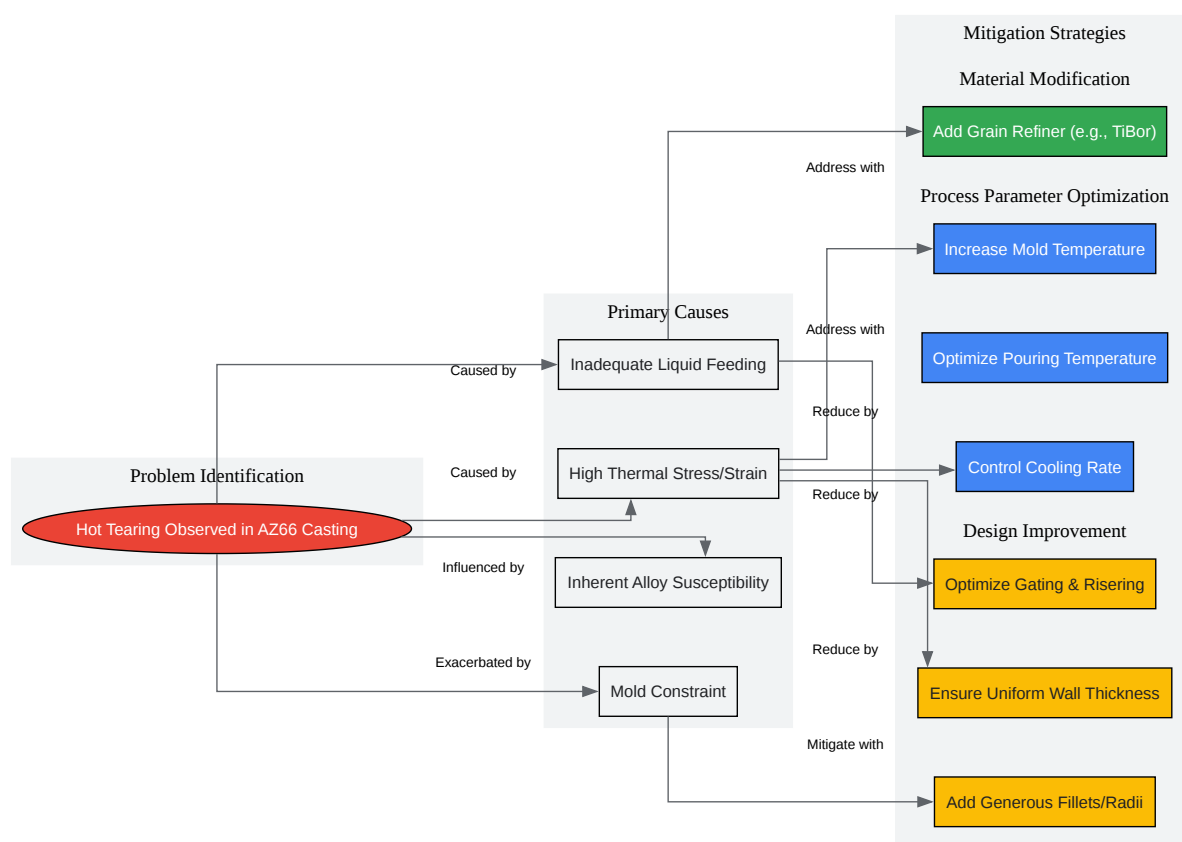 Problem Identification
Hot Tearing Observed in AZ66 Casting
Caused by
Caused by
Influenced by
Exacerbated by
Primary Causes
Inadequate Liquid Feeding
High Thermal Stress/Strain
Inherent Alloy Susceptibility
Mold Constraint
Address with
Address with
Reduce by
Reduce by
Reduce by
Mitigate with
Mitigation Strategies
Material Modification
Add Grain Refiner (e.g., TiBor)
Process Parameter Optimization
Increase Mold Temperature
Optimize Pouring Temperature
Control Cooling Rate
Design Improvement
Optimize Gating & Risering
Ensure Uniform Wall Thickness
Add Generous Fillets/Radii